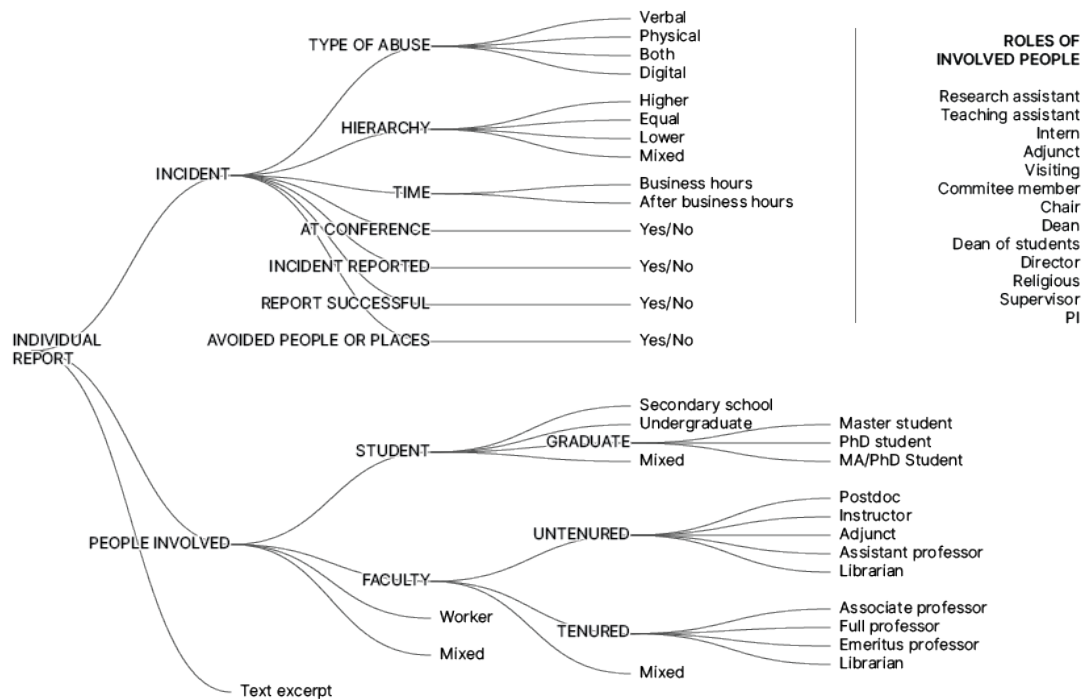 INDIVIDUAL
REPORT
INCIDENT
TYPE OF ABUSE
Verbal
Physical
Both
Digital
HIERARCHY
Higher
Equal
Lower
Mixed
TIME
Business hours
After business hours
AT CONFERENCE
Yes/No
INCIDENT REPORTED
Yes/No
REPORT SUCCESSFUL
Yes/No
AVOIDED PEOPLE OR PLACES
Yes/No
PEOPLE INVOLVED
STUDENT
Secondary school
Undergraduate
GRADUATE
Master student
PhD student
MA/PhD Student
Mixed
FACULTY
UNTENURED
Postdoc
Instructor
Adjunct
Assistant professor
Librarian
TENURED
Associate professor
Full professor
Emeritus professor
Librarian
Mixed
Worker
Mixed
Text excerpt
ROLES OF
INVOLVED PEOPLE
Research assistant
Teaching assistant
Intern
Adjunct
Visiting
Commitee member
Chair
Dean
Dean of students
Director
Religious
Supervisor
PI